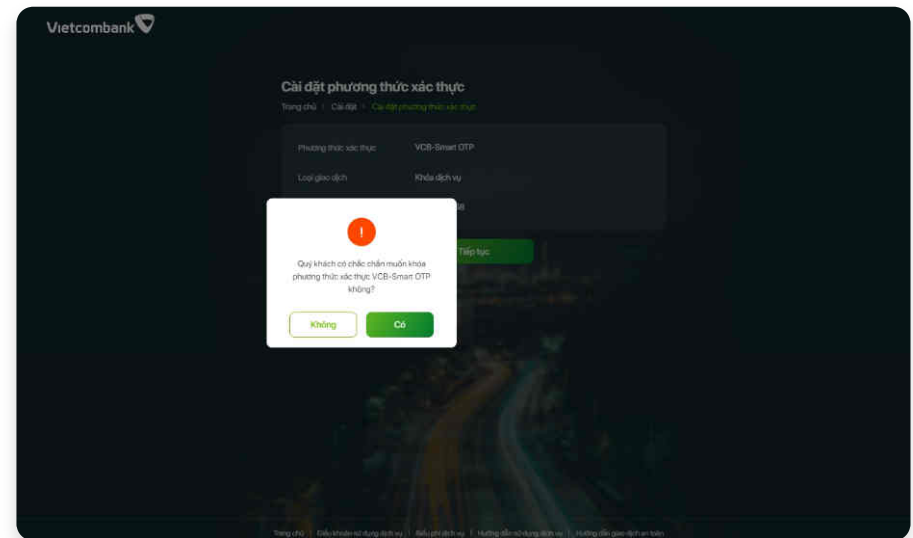 Vietcombank
Cài đặt phương thức xác thực
Trang chủ Cài đặt Cài đặt phương thức xác thực
Phương thức xác thực VCB-Smart OTP
Loại giao dịch Khóa dịch vụ
Tiếp tục
!
Quý khách có chắc chắn muốn khóa
phương thức xác thực VCB-Smart OTP
không?
Không Có
Trang chủ | Điều khoản sử dụng dịch vụ | Biểu phí dịch vụ | Hướng dẫn sử dụng dịch vụ | Hướng dẫn giao dịch an toàn